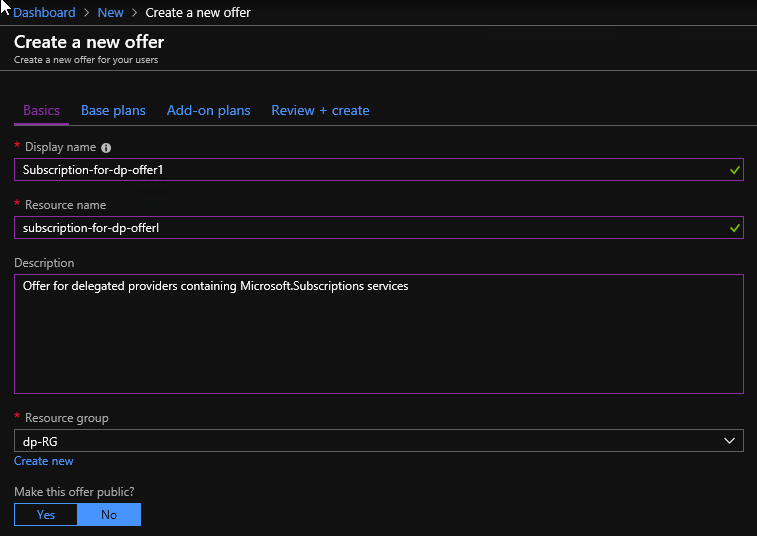 Dashboard > New > Create a new offer
Create a new offer
Create a new offer for your users
Basics Base plans Add-on plans Review + create
* Display name
Subscription-for-dp-offer1
* Resource name
subscription-for-dp-offerl
Description
Offer for delegated providers containing Microsoft.Subscriptions services
* Resource group
dp-RG
Create new
Make this offer public?
Yes No